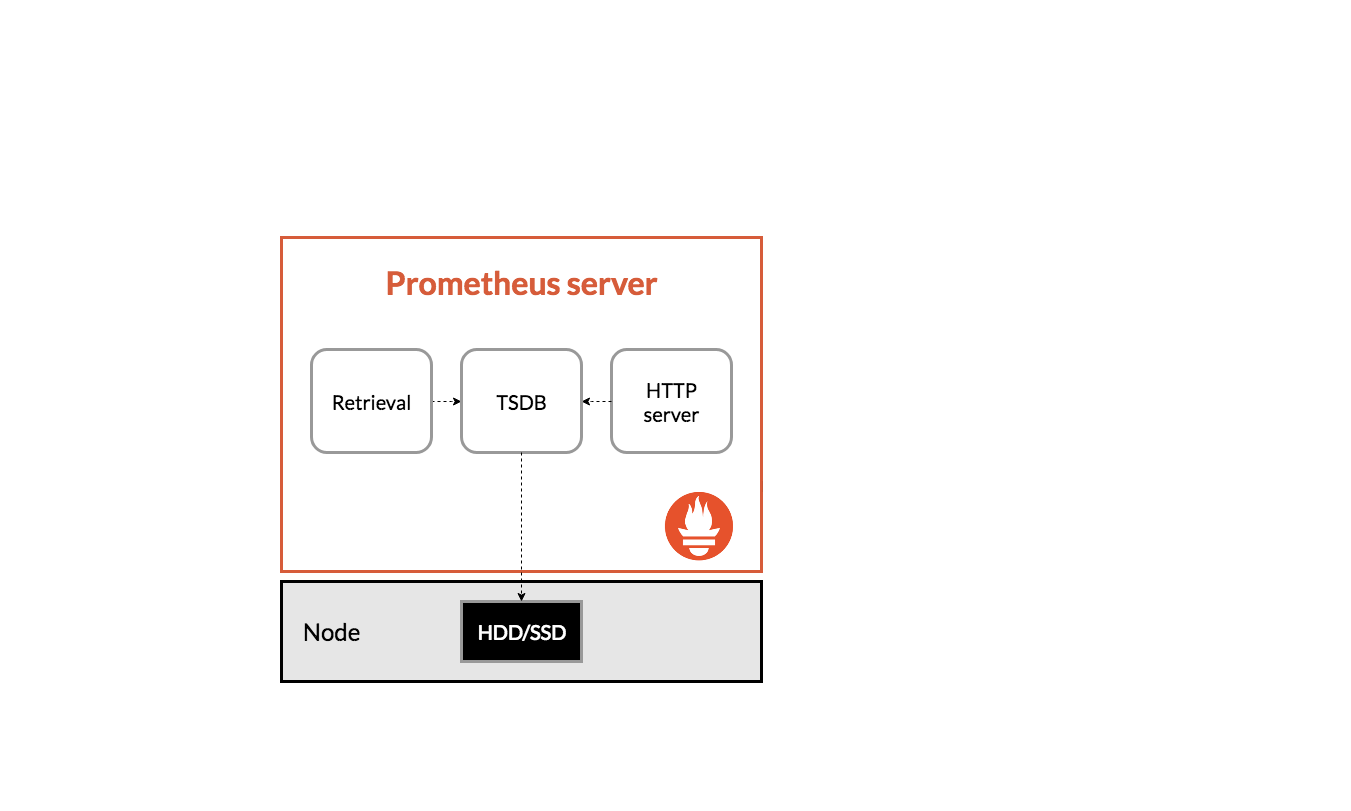 Prometheus server
Retrieval
TSDB
HTTP
server
Node
HDD/SSD